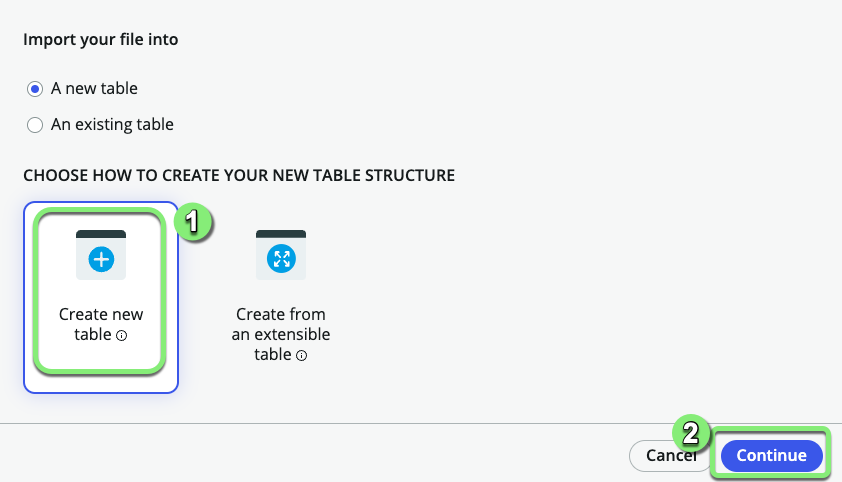 Import your file into
A new table
An existing table
CHOOSE HOW TO CREATE YOUR NEW TABLE STRUCTURE
1
Create new
table
Create from
an extensible
table
2
Cancel
Continue